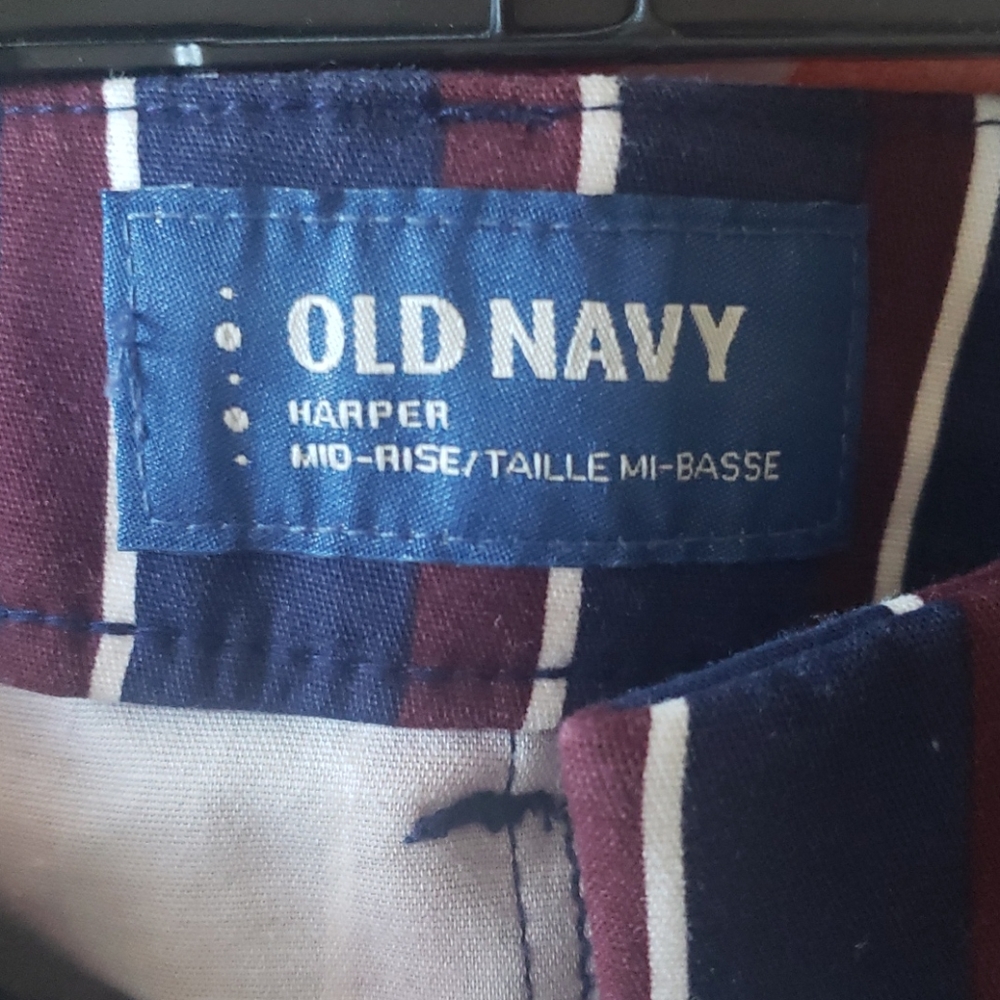 OLD NAVY
HARPER
MID-RISE/TAILLE MI-BASSE